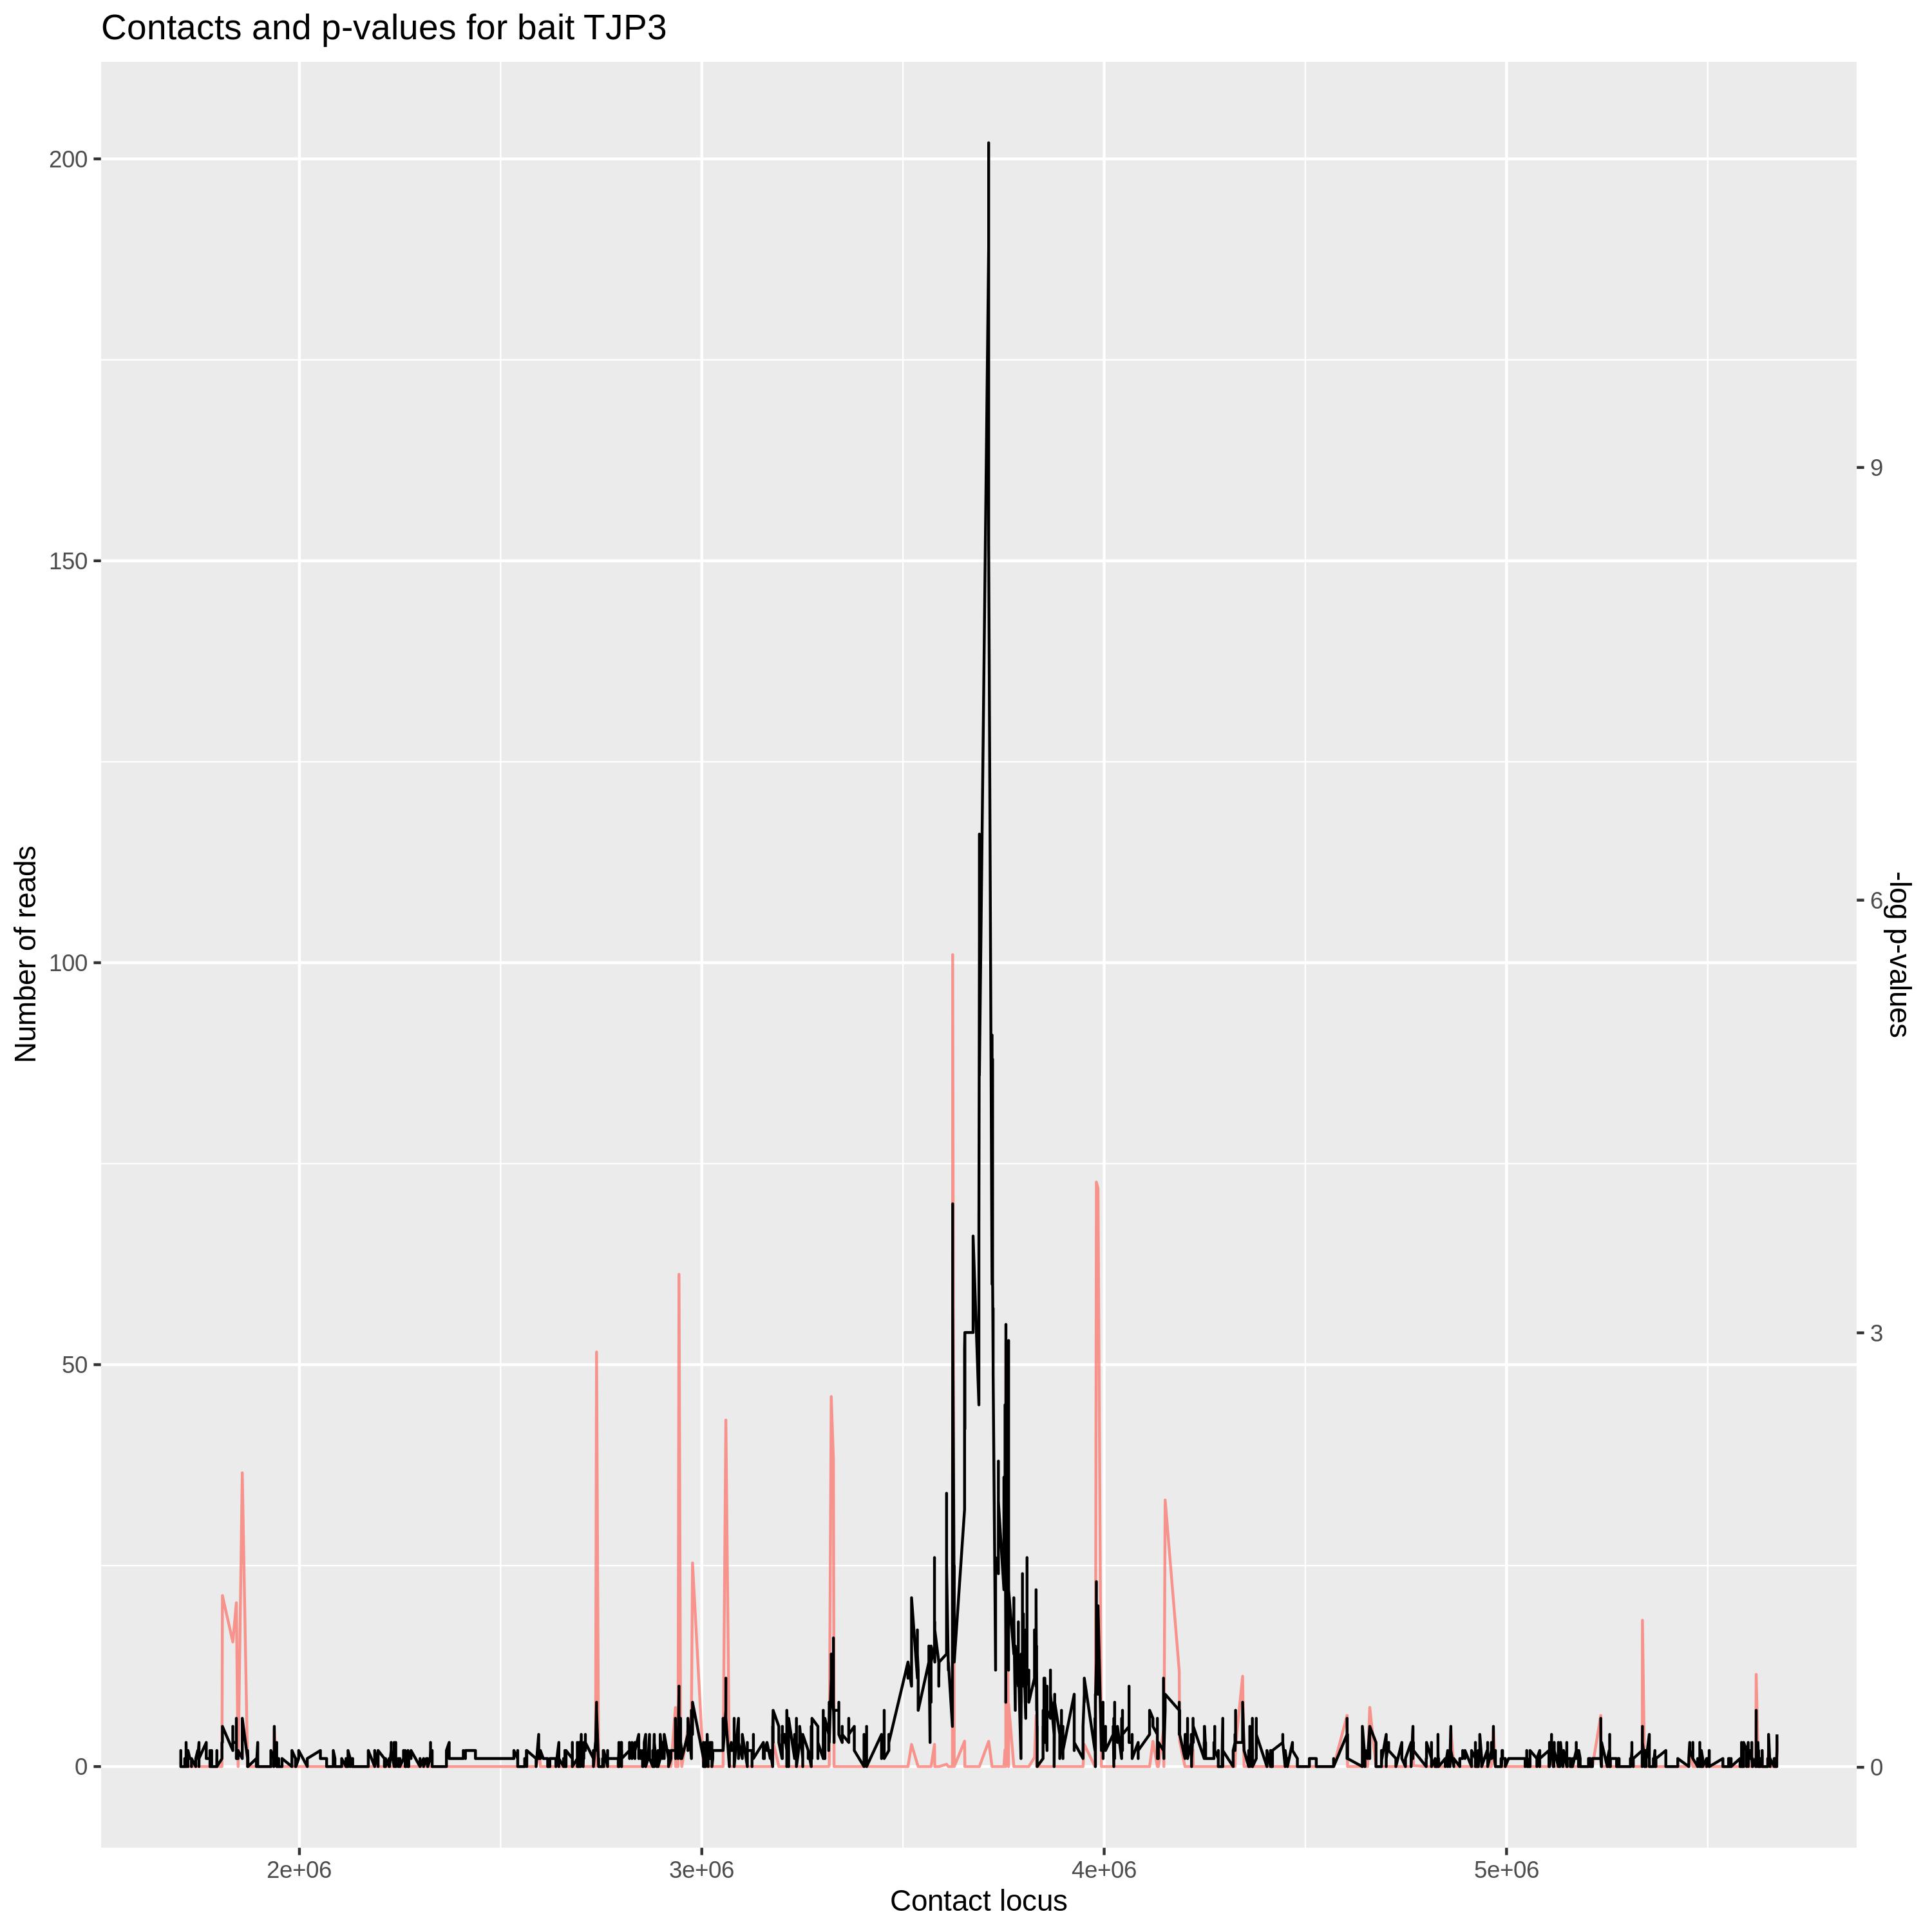 Contacts and p-values for bait TJP3
200
150
100
50
0
Number of reads
9
6
3
0
-log p-values
2e+06 3e+06 4e+06 5e+06
Contact locus